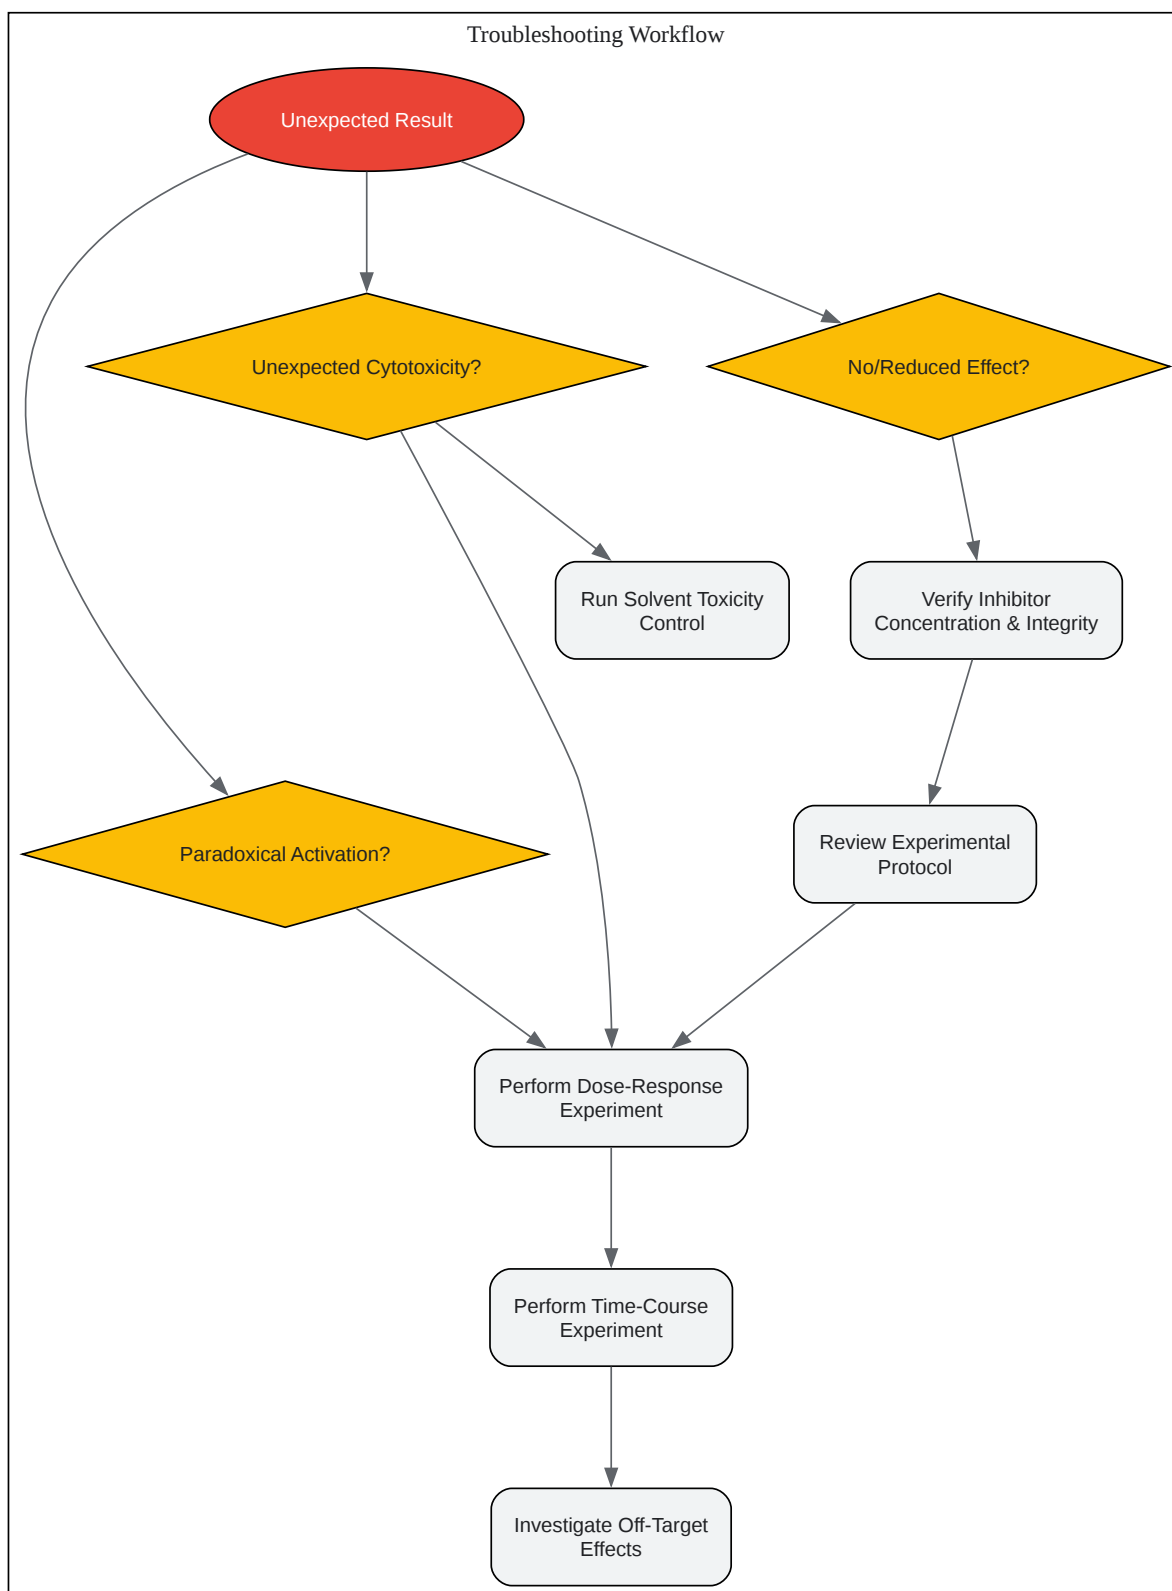 Troubleshooting Workflow
Unexpected Result
Unexpected Cytotoxicity?
No/Reduced Effect?
Run Solvent Toxicity
Control
Verify Inhibitor
Concentration & Integrity
Paradoxical Activation?
Review Experimental
Protocol
Perform Dose-Response
Experiment
Perform Time-Course
Experiment
Investigate Off-Target
Effects